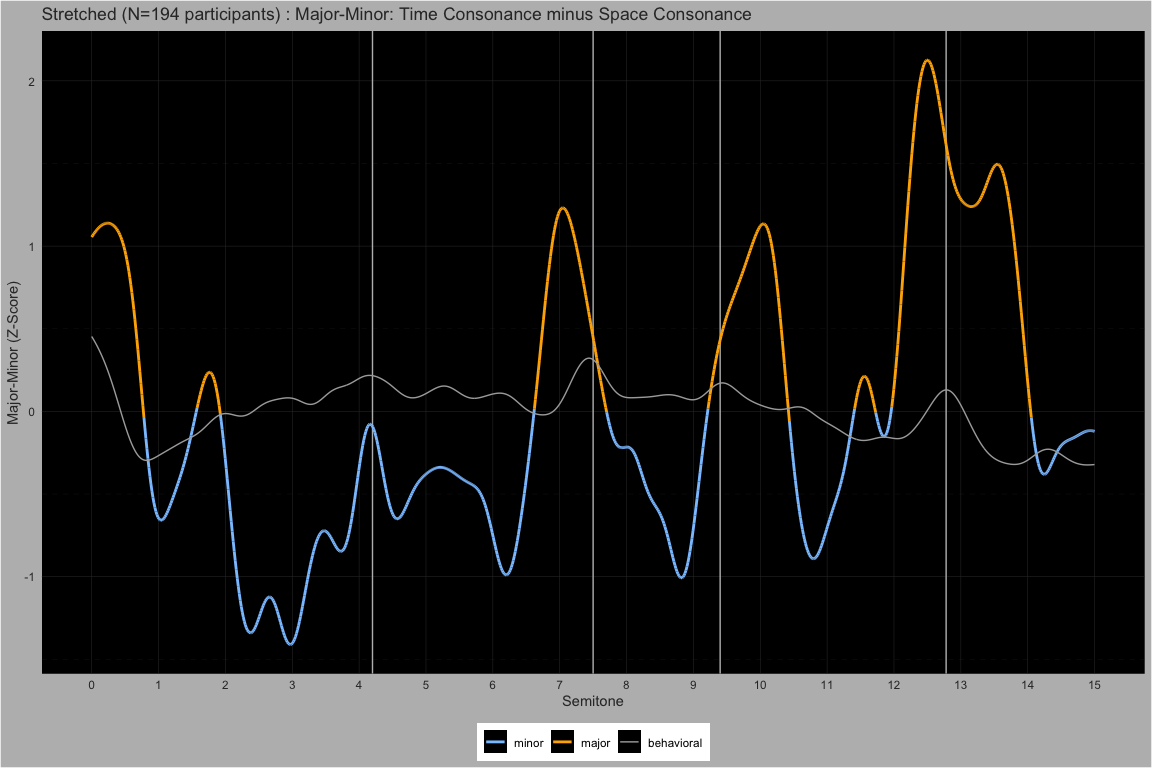 Stretched (N=194 participants) : Major-Minor: Time Consonance minus Space Consonance
Major-Minor (Z-Score)
2
1
0
-1
0 1 2 3 4 5 6 7 8 9 10 11 12 13 14 15
Semitone
minor major behavioral